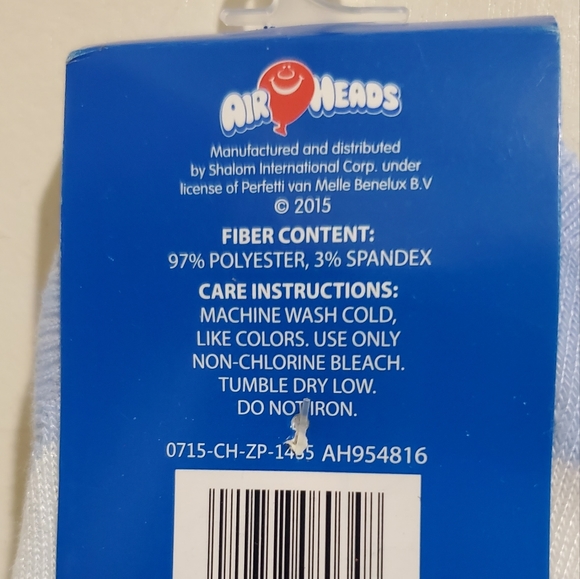 AIR HEADS
Manufactured and distributed
by Shalom International Corp. under
license of Perfetti van Melle Benelux B.V
© 2015
FIBER CONTENT:
97% POLYESTER, 3% SPANDEX
CARE INSTRUCTIONS:
MACHINE WASH COLD,
LIKE COLORS. USE ONLY
NON-CHLORINE BLEACH.
TUMBLE DRY LOW.
DO NOT IRON.
AH954816